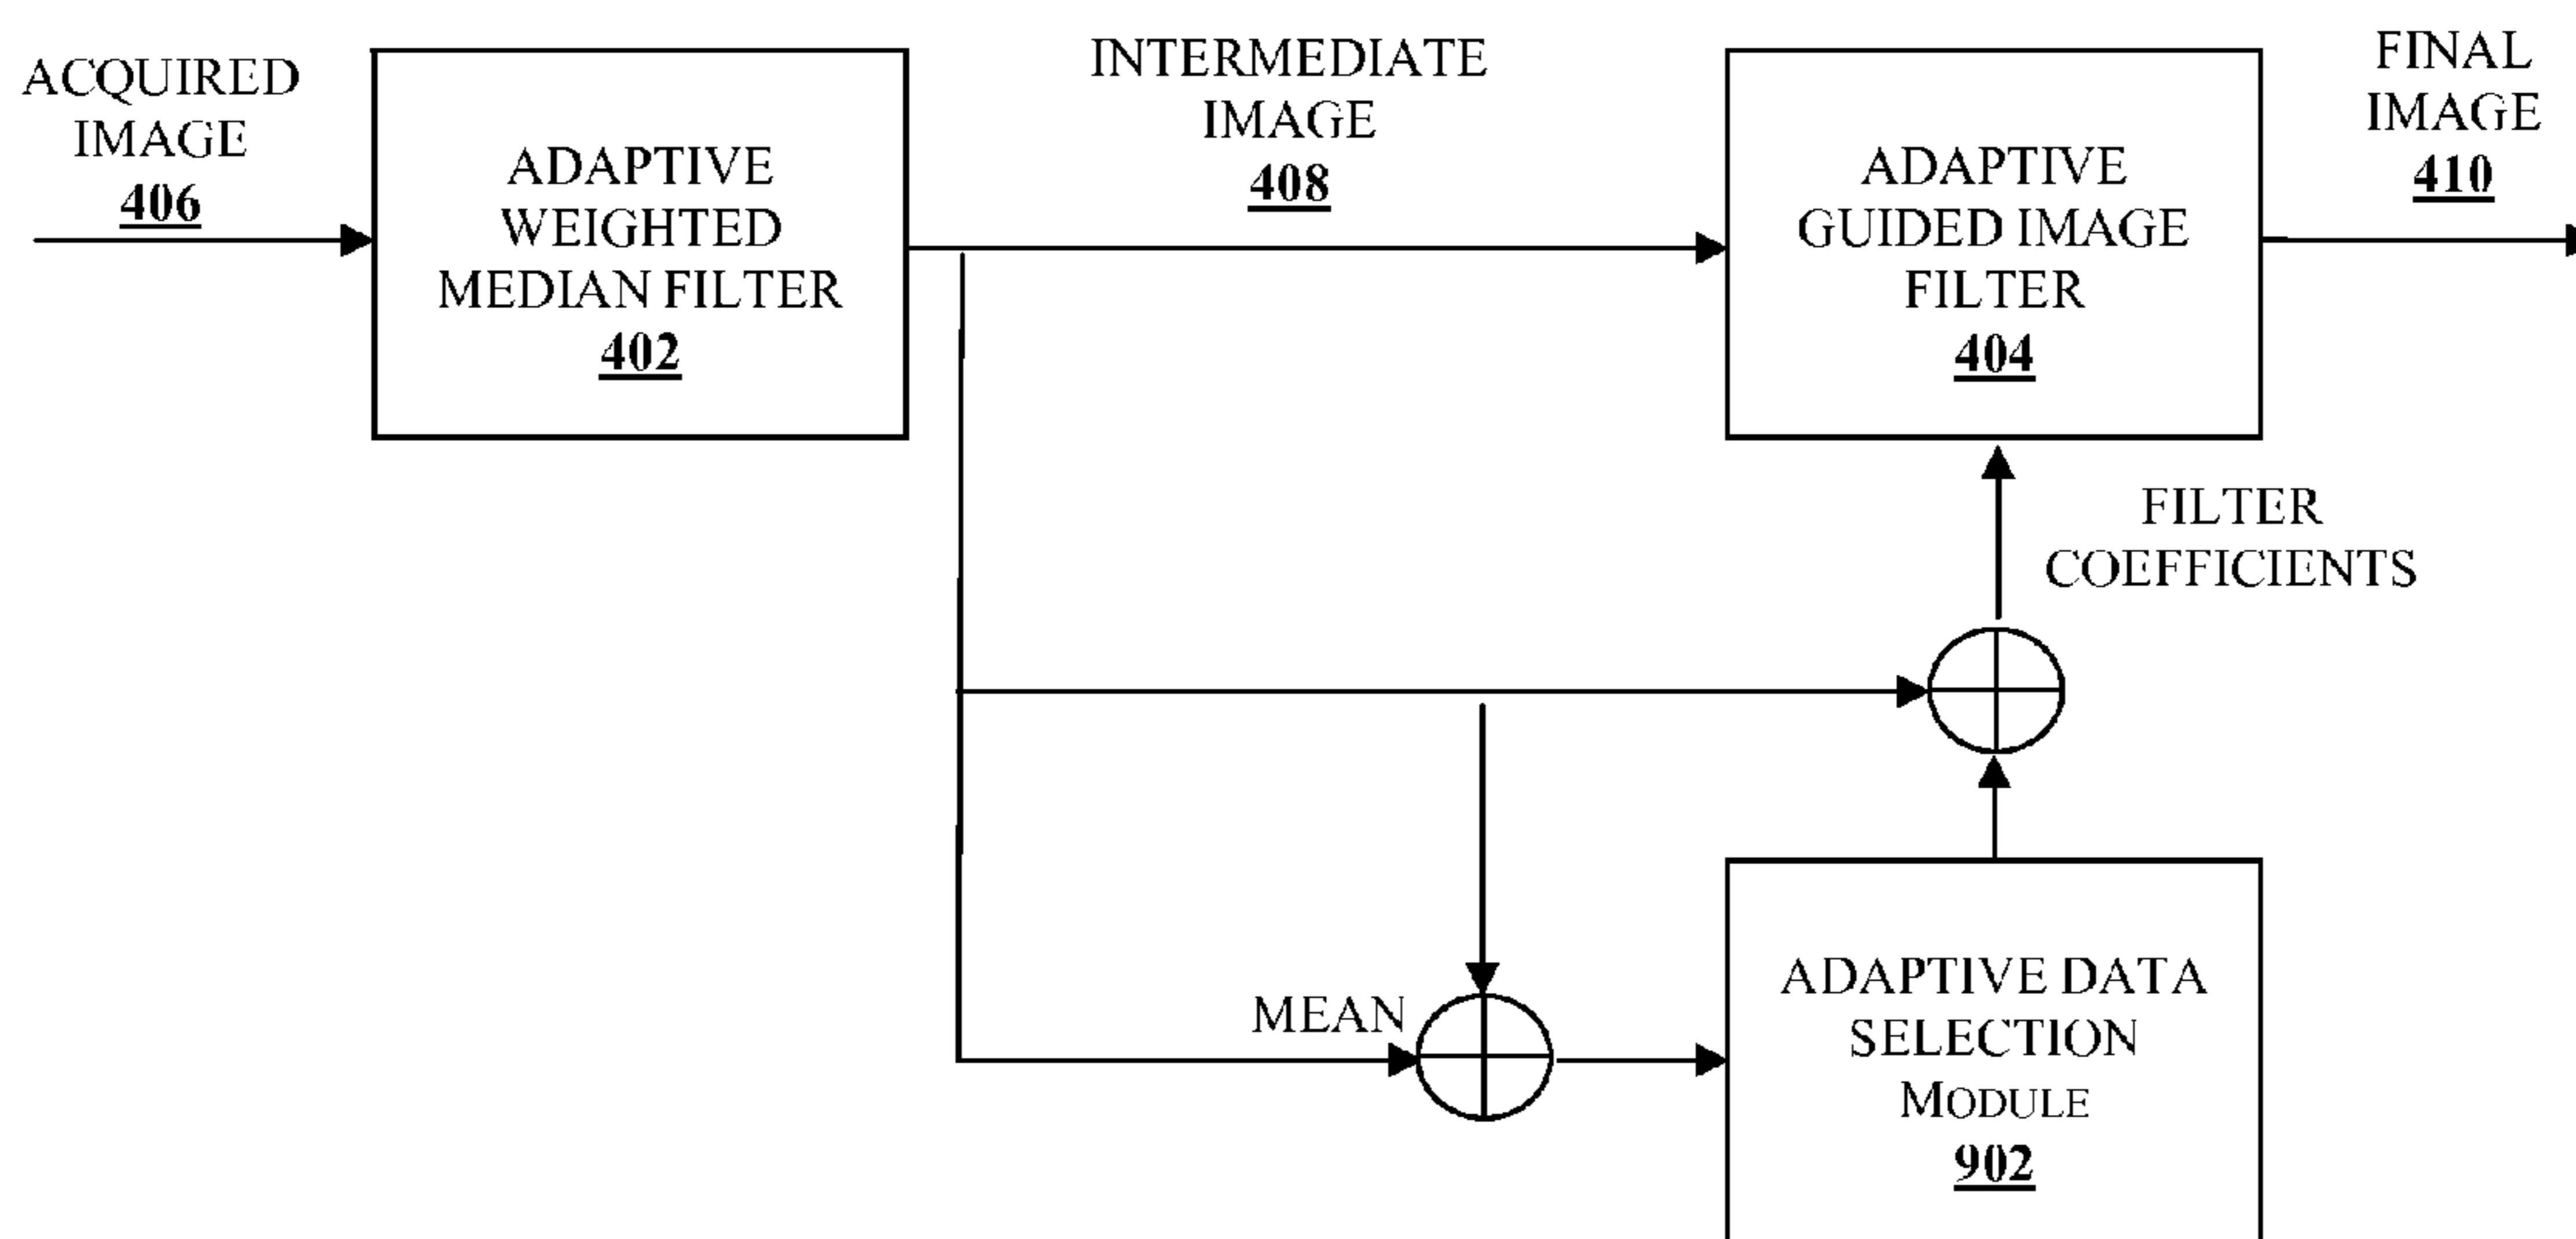 ACQUIRED
IMAGE
406
ADAPTIVE
WEIGHTED
MEDIAN FILTER
402
INTERMEDIATE
IMAGE
408
ADAPTIVE
GUIDED IMAGE
FILTER
404
FINAL
IMAGE
410
FILTER
COEFFICIENTS
MEAN
ADAPTIVE DATA
SELECTION
MODULE
902